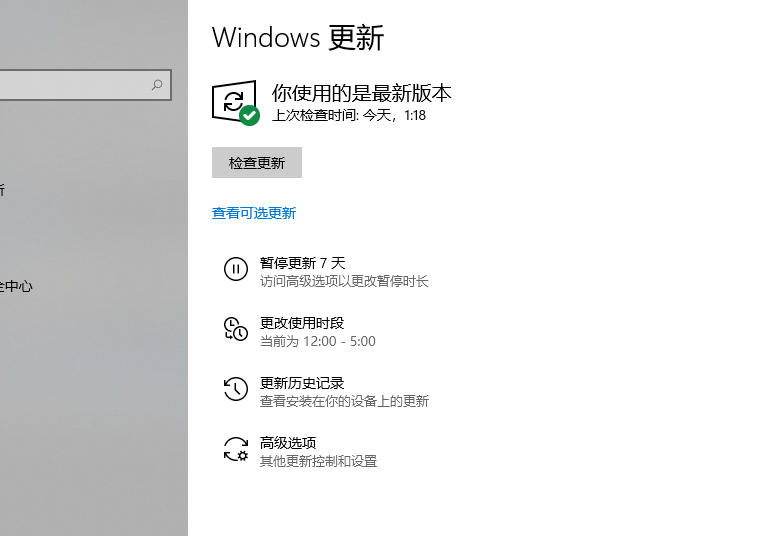 Windows 更新
你使用的是最新版本
上次检查时间: 今天，1:18
检查更新
查看可选更新
暂停更新 7 天
访问高级选项以更改暂停时长
更改使用时段
当前为 12:00 - 5:00
更新历史记录
查看安装在你的设备上的更新
高级选项
其他更新控制和设置
中心